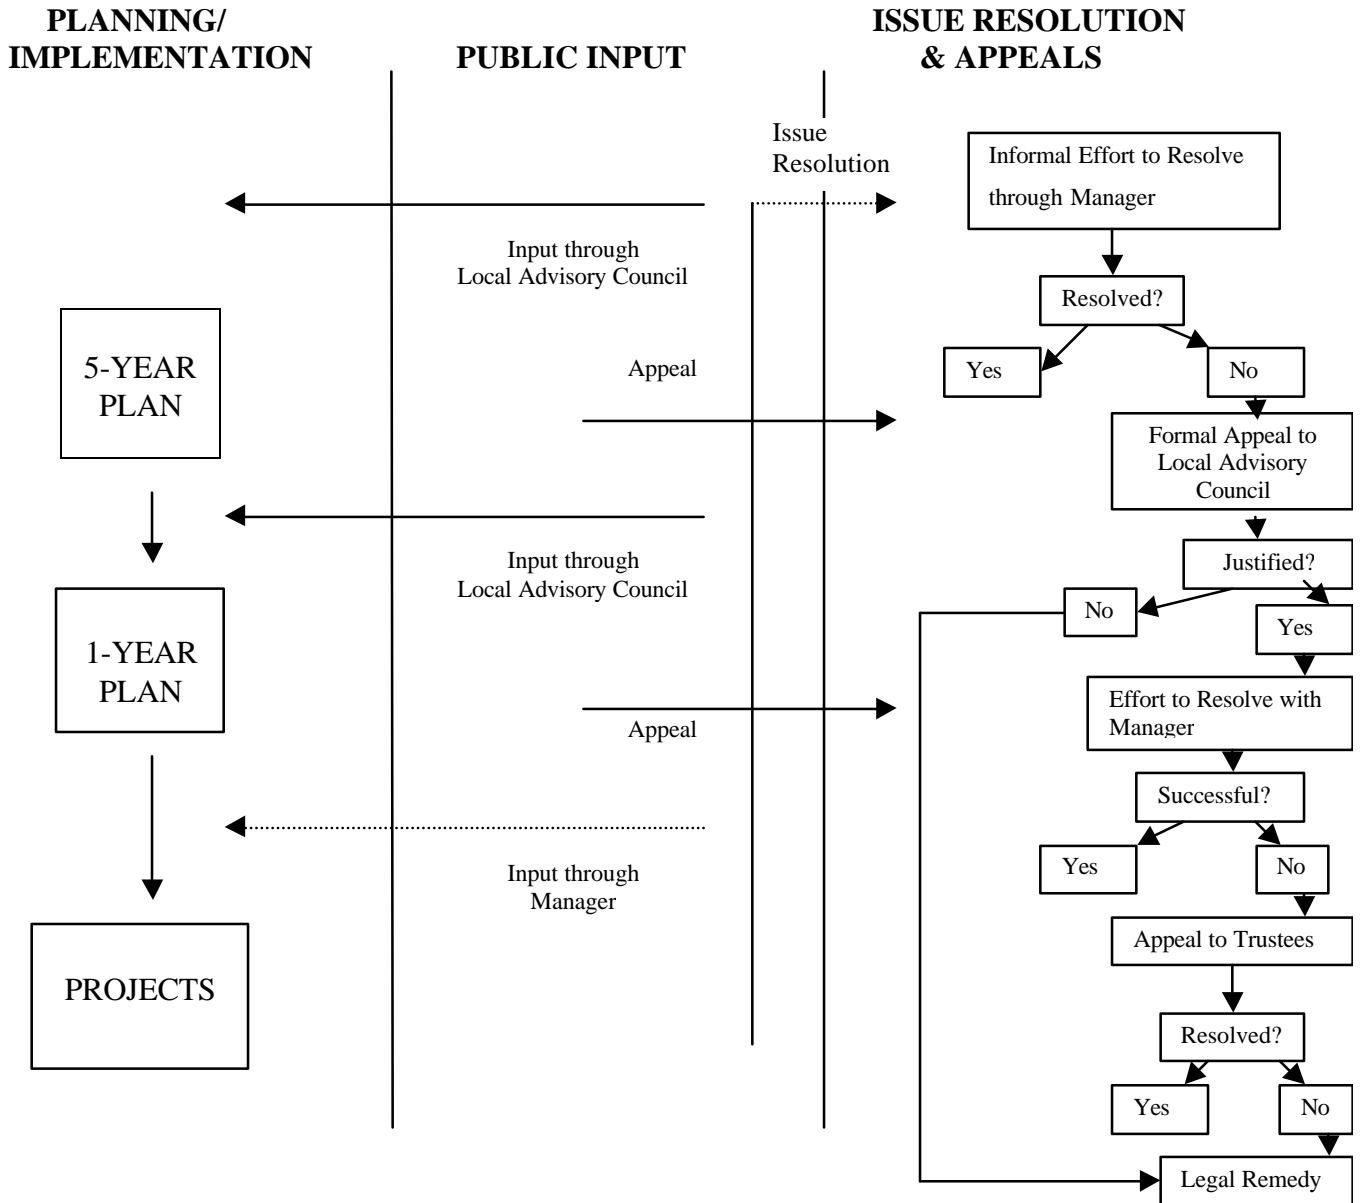 PLANNING/
IMPLEMENTATION
PUBLIC INPUT
ISSUE RESOLUTION
& APPEALS
Issue
Resolution
Input through
Local Advisory Council
5-YEAR
PLAN
Appeal
Input through
Local Advisory Council
1-YEAR
PLAN
Appeal
Input through
Manager
PROJECTS
Informal Effort to Resolve
through Manager
Resolved?
Yes
No
Formal Appeal to
Local Advisory
Council
Justified?
No
Yes
Effort to Resolve with
Manager
Successful?
Yes
No
Appeal to Trustees
Resolved?
Yes
No
Legal Remedy